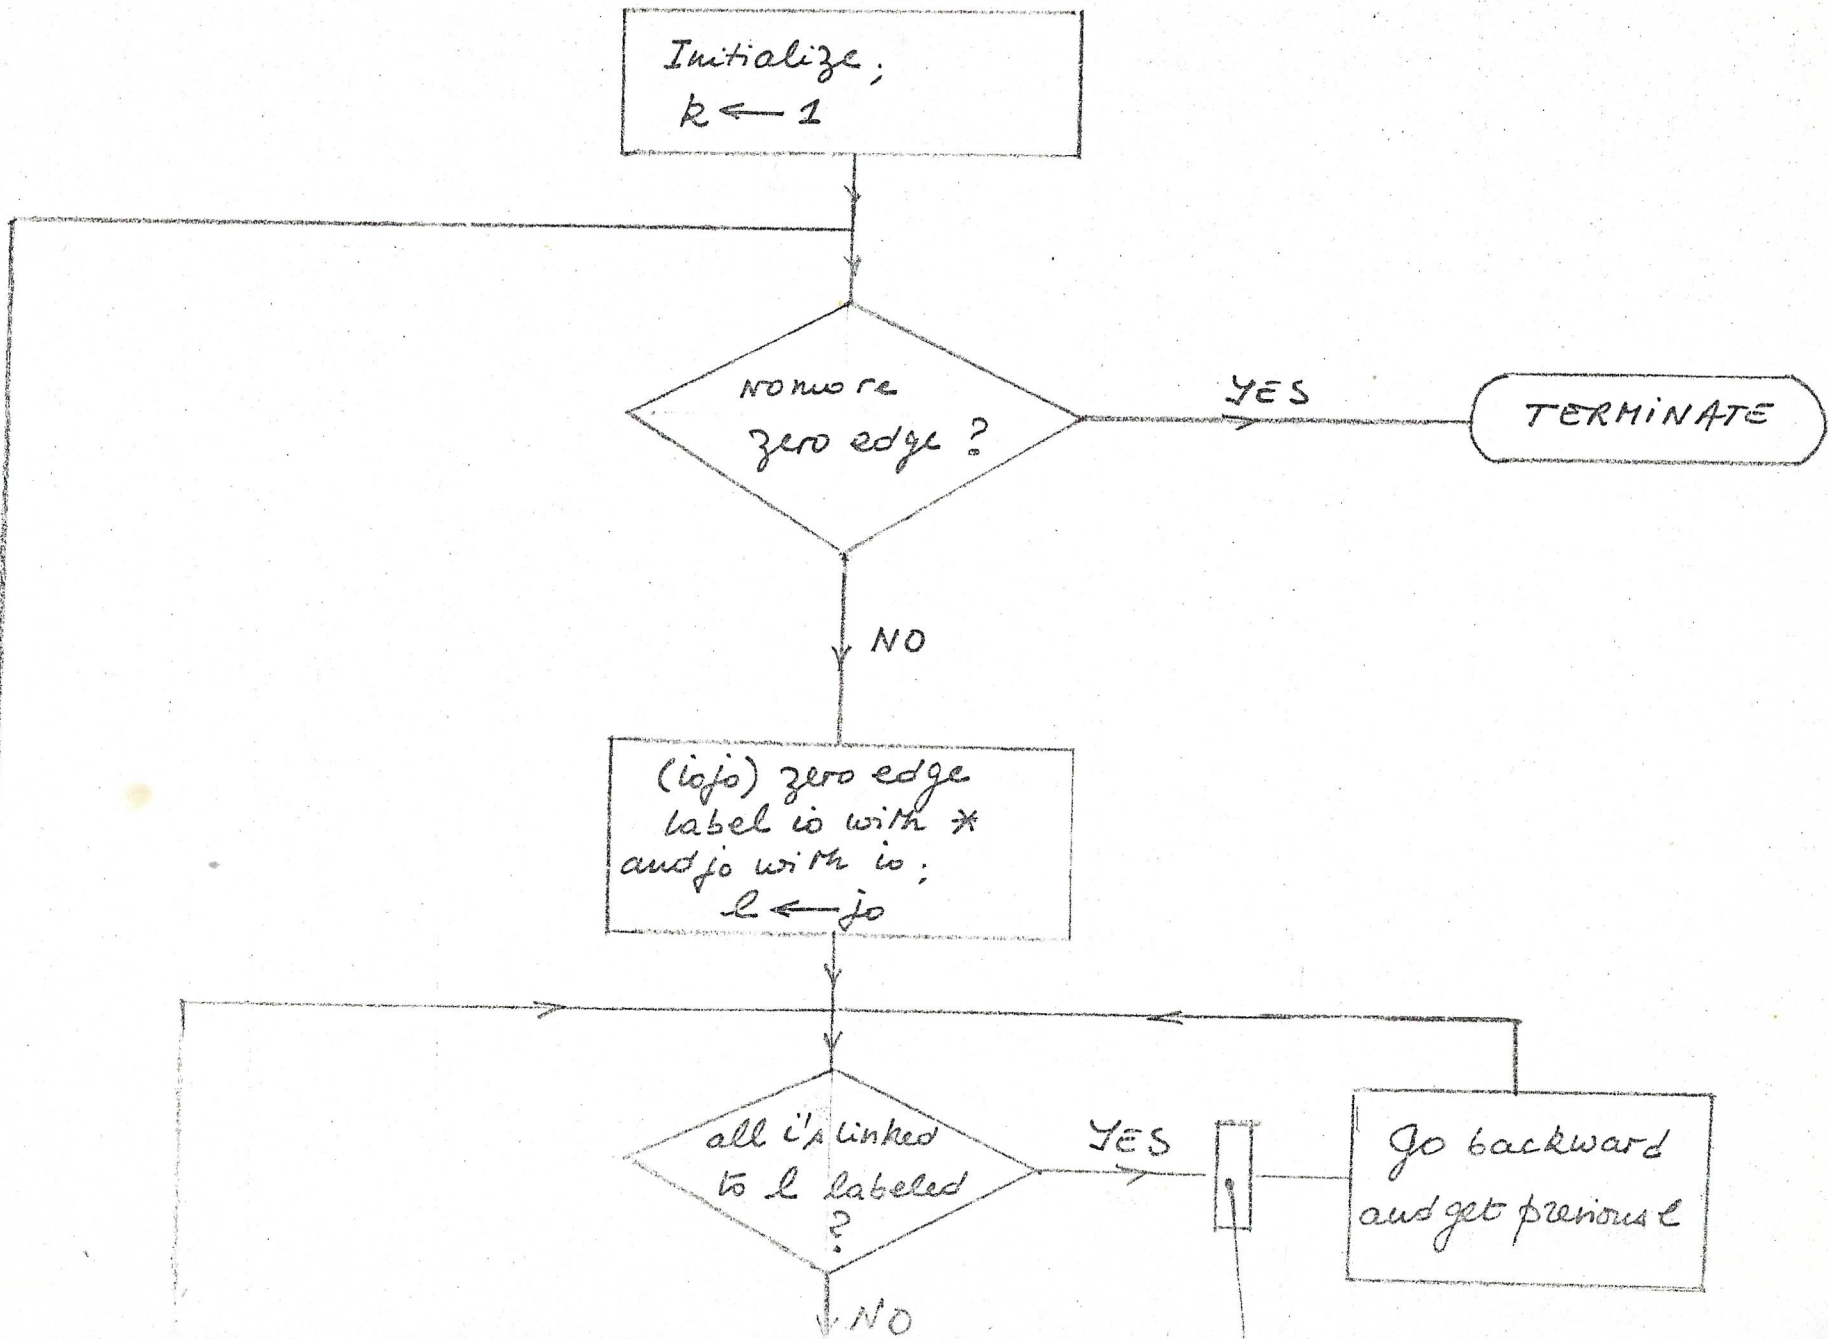 Initialize;
k ← 1
no more
zero edge ?
YES
TERMINATE
NO
(iojo) zero edge
label io with *
and jo with io;
l ← jo
all i's linked
to l labeled
?
YES
Go backward
and get previous l
NO